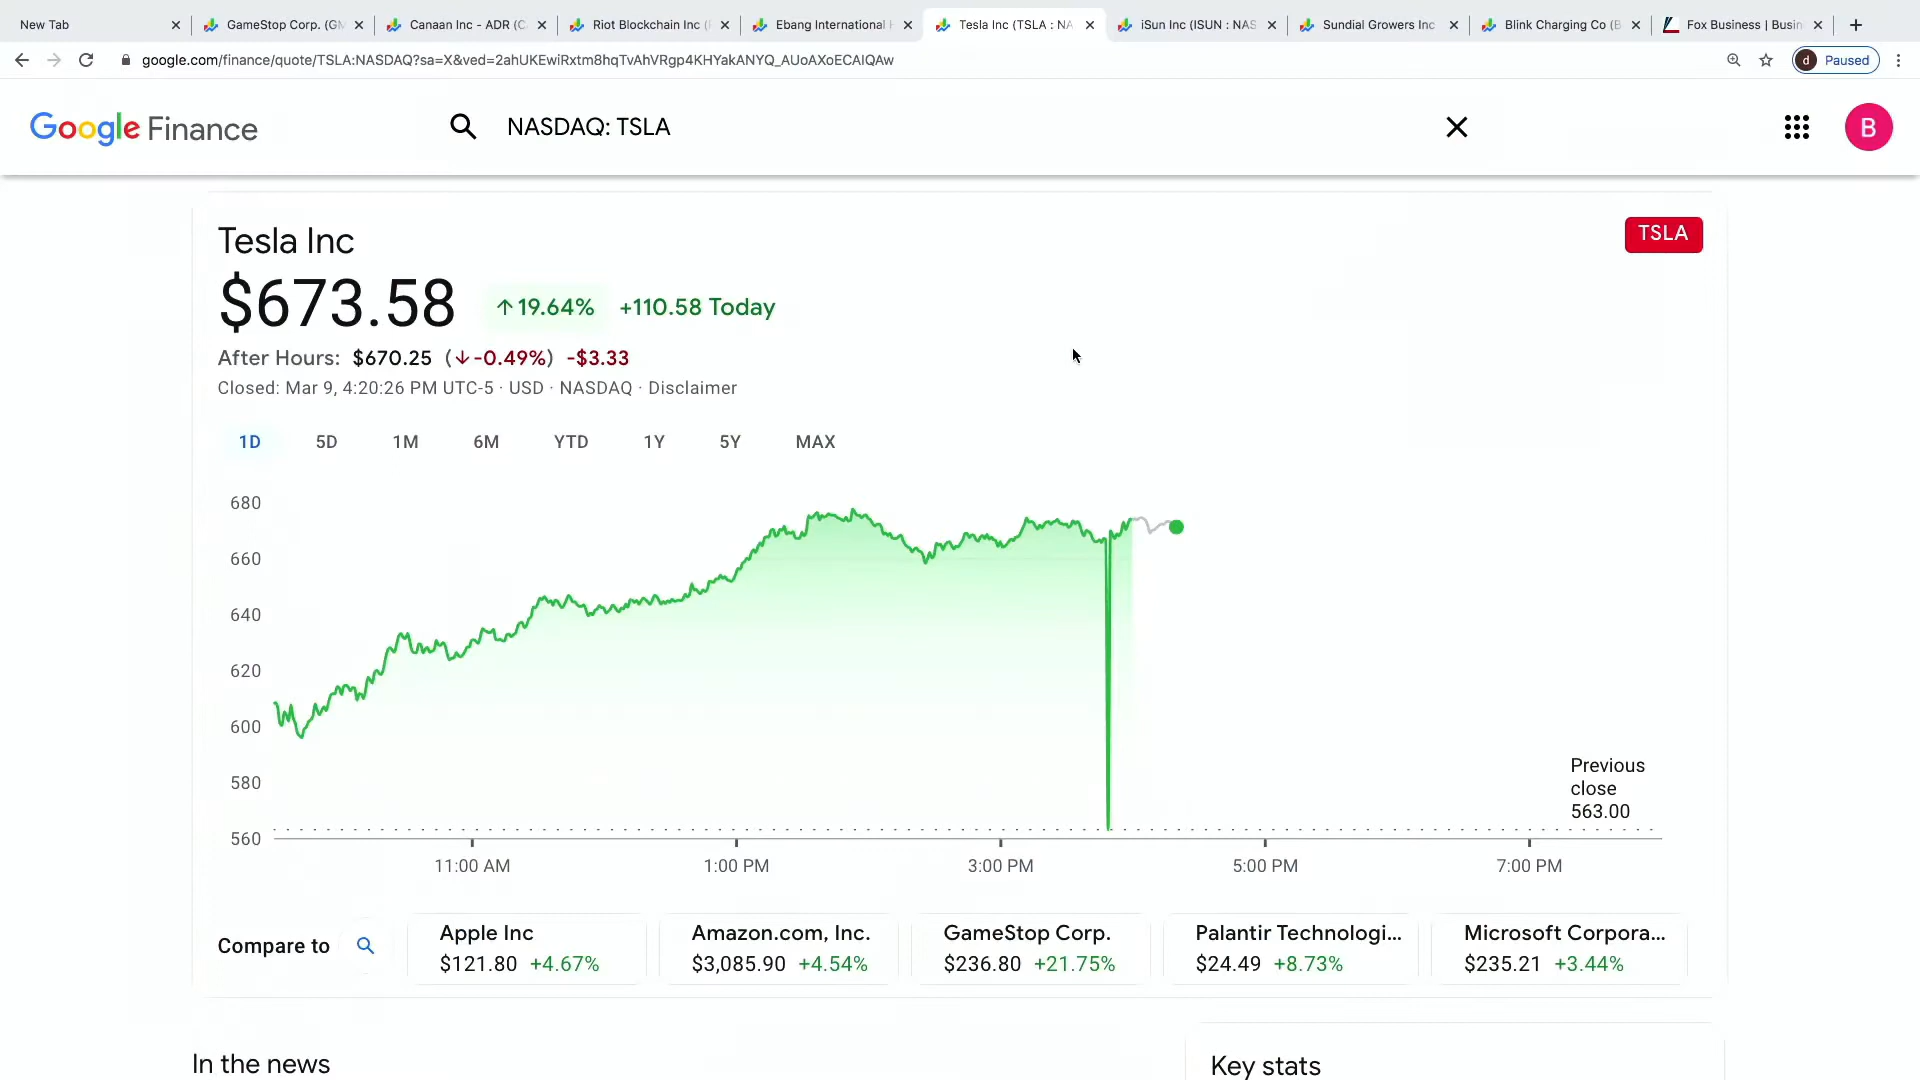 New Tab
GameStop Corp. (GM
Canaan Inc - ADR (C
Riot Blockchain Inc (
Ebang International H
Tesla Inc (TSLA : NA
iSun Inc (ISUN : NAS
Sundial Growers Inc
Blink Charging Co (B
Fox Business | Busin
google.com/finance/quote/TSLA:NASDAQ?sa=X&ved=2ahUKEwiRxtm8hqTvAhVRgp4KHYakANYQ_AUoAXoECAIQAw
d Paused
Google Finance
NASDAQ: TSLA
B
Tesla Inc
TSLA
$673.58 ↑19.64% +110.58 Today
After Hours: $670.25 (↓-0.49%) -$3.33
Closed: Mar 9, 4:20:26 PM UTC-5 · USD · NASDAQ · Disclaimer
1D 5D 1M 6M YTD 1Y 5Y MAX
680
660
640
620
600
580
560
Previous
close
563.00
11:00 AM 1:00 PM 3:00 PM 5:00 PM 7:00 PM
Compare to
Apple Inc
$121.80 +4.67%
Amazon.com, Inc.
$3,085.90 +4.54%
GameStop Corp.
$236.80 +21.75%
Palantir Technologi...
$24.49 +8.73%
Microsoft Corpora...
$235.21 +3.44%
In the news
Key stats